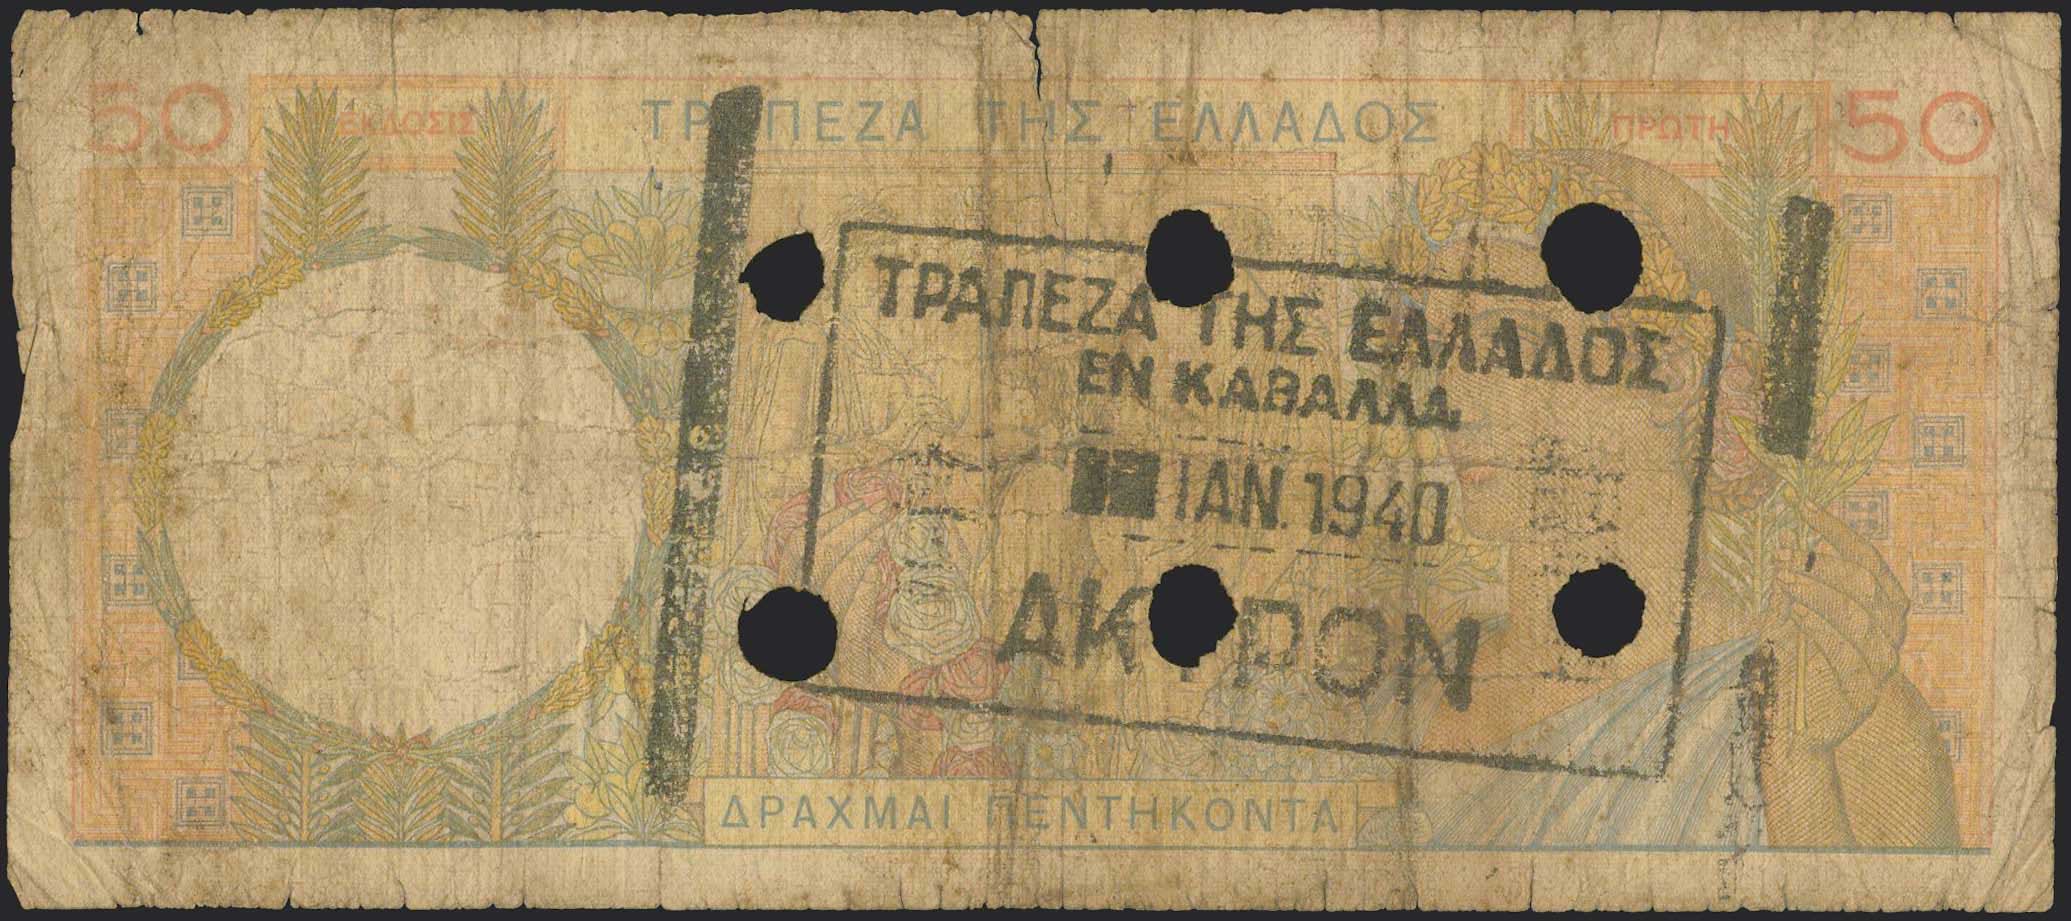 50 ΕΚΔΟΣΙΣ ΤΡΑΠΕΖΑ ΤΗΣ ΕΛΛΑΔΟΣ ΠΡΩΤΗ 50
ΤΡΑΠΕΖΑ ΤΗΣ ΕΛΛΑΔΟΣ
ΕΝ ΚΑΒΑΛΛΑ
ΙΑΝ. 1940
ΑΚΥΡΟΝ
ΔΡΑΧΜΑΙ ΠΕΝΤΗΚΟΝΤΑ